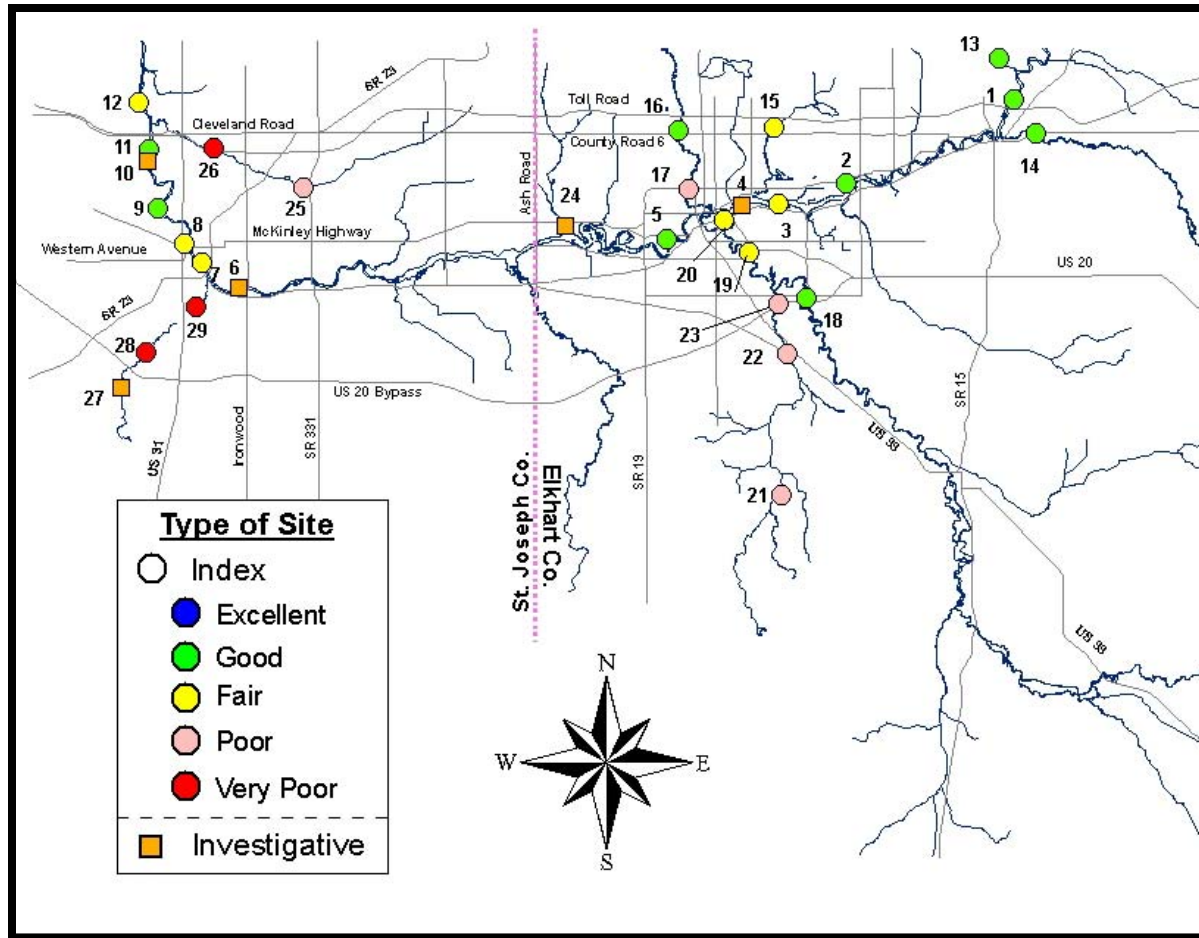 SR 23
13
12
16
15
1
Toll Road
Cleveland Road
County Road 6
11
14
10
26
2
Ash Road
17
4
25
24
9
5
3
8
McKinley Highway
Western Avenue
20
19
US 20
7
6
SR 23
29
18
23
28
22
27
US 20 Bypass
SR 15
US 31
Ironwood
SR 331
SR 19
US 33
St. Joseph Co.
Elkhart Co.
21
Type of Site
Index
Excellent
Good
Fair
Poor
Very Poor
Investigative
US 33
N
W
E
S